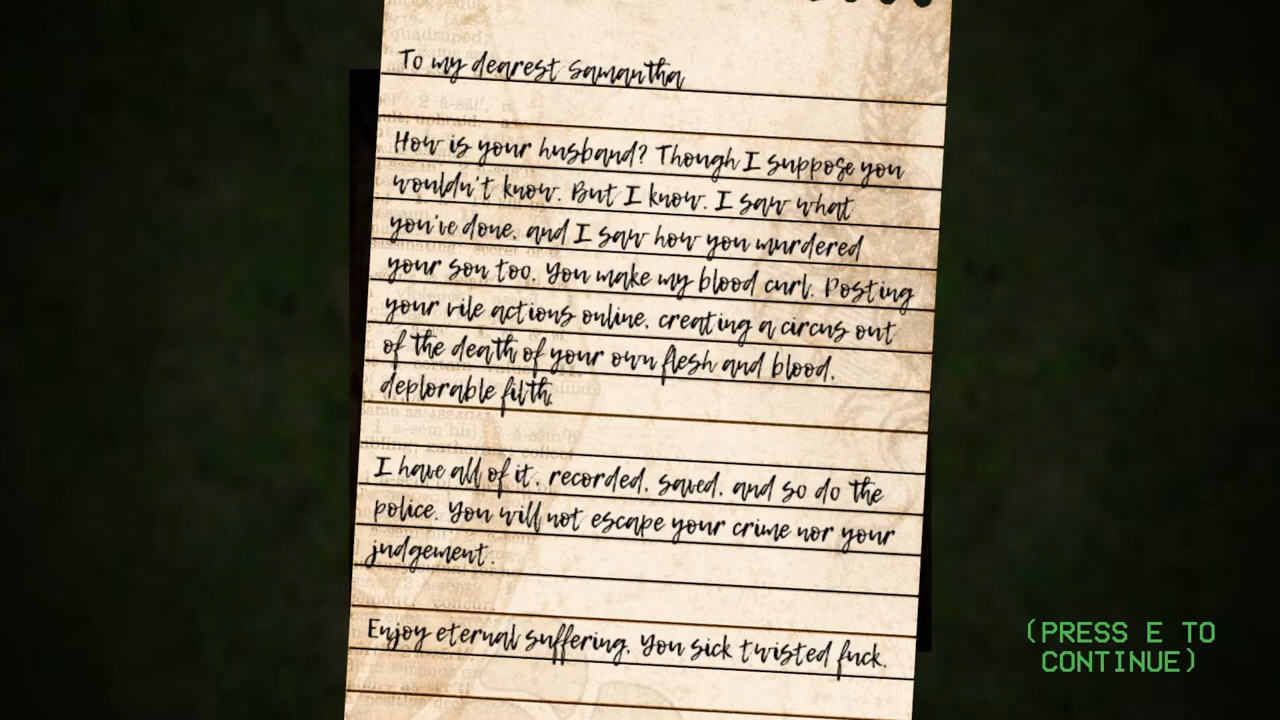 To my dearest Samantha
How is your husband? Though I suppose you
wouldn't know. But I know. I saw what
you've done, and I saw how you murdered
your son too. You make my blood curl. Posting
your vile actions online, creating a circus out
of the death of your own flesh and blood,
deplorable filth.
I have all of it, recorded, saved, and so do the
police. You will not escape your crime nor your
judgement.
Enjoy eternal suffering. You sick twisted fuck.
(PRESS E TO
CONTINUE)